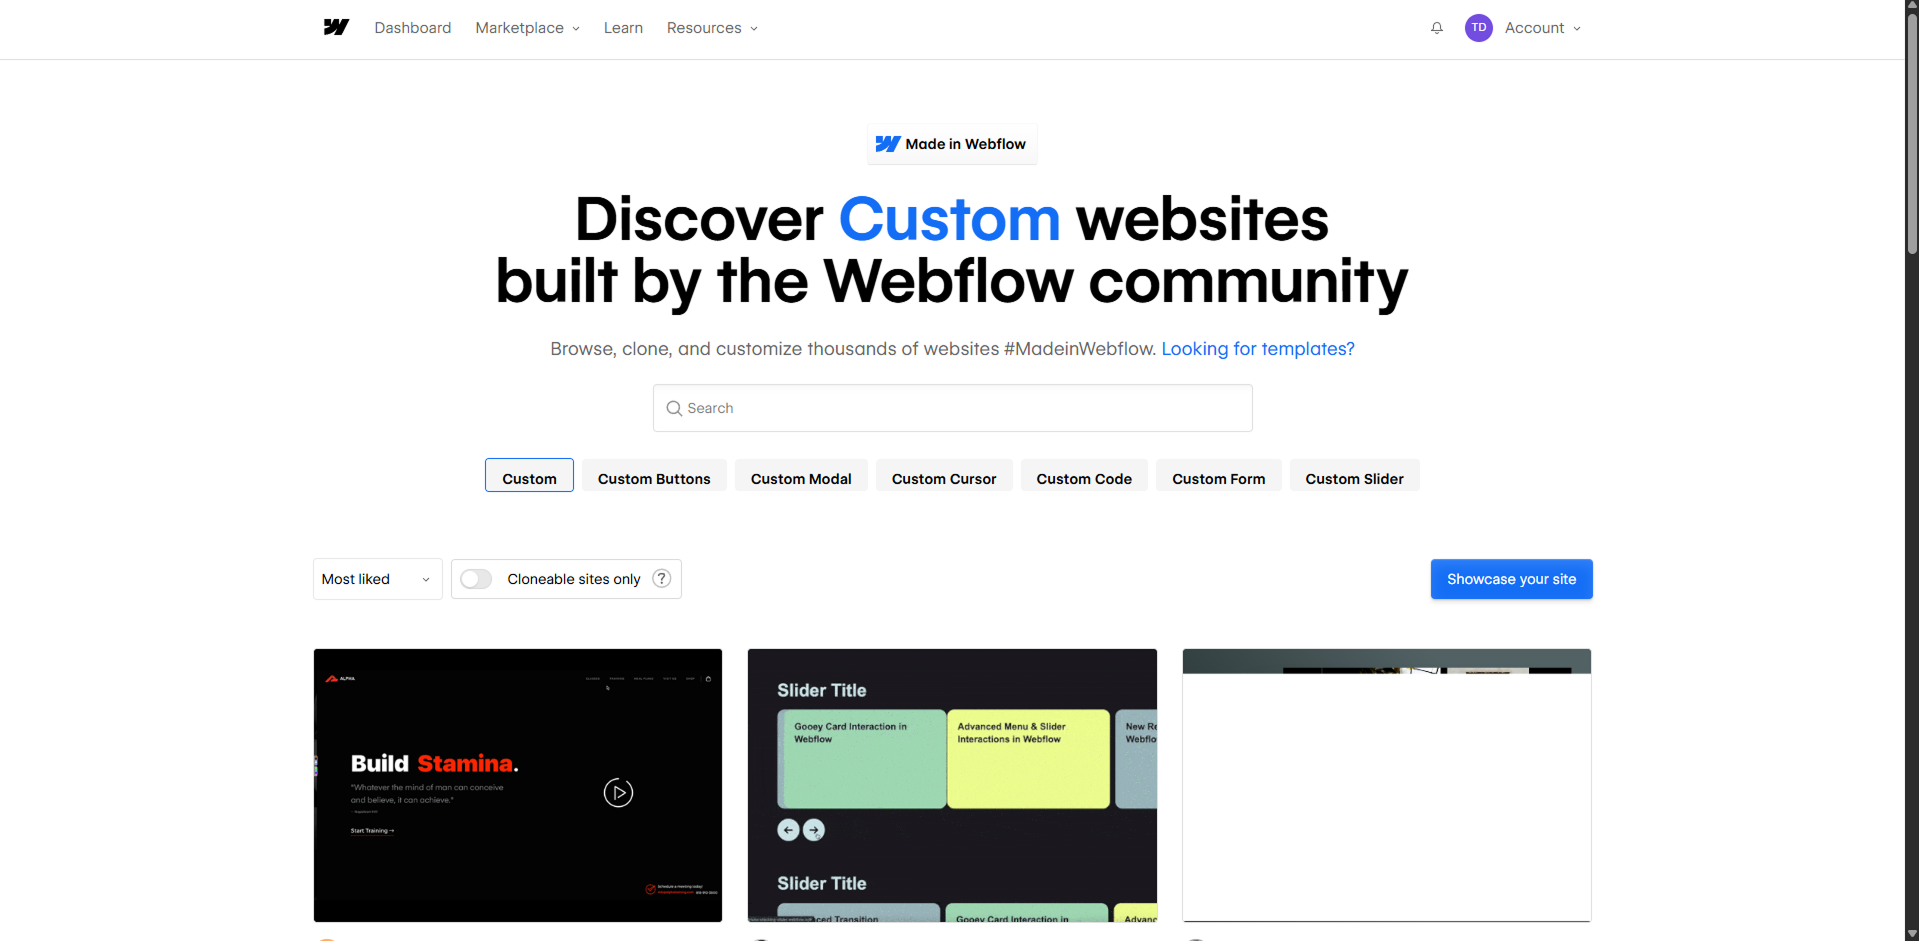 Dashboard
Marketplace
Learn
Resources
TD
Account
Made in Webflow
Discover Custom websites
built by the Webflow community
Browse, clone, and customize thousands of websites #MadeinWebflow. Looking for templates?
Search
Custom
Custom Buttons
Custom Modal
Custom Cursor
Custom Code
Custom Form
Custom Slider
Most liked
Cloneable sites only
?
Showcase your site
ALPHA
Build Stamina.
"Whatever the mind of man can conceive
and believe, it can achieve."
Start Training →
Schedule a meeting today!
Slider Title
Gooey Card Interaction in
Webflow
Advanced Menu & Slider
Interactions in Webflow
New Re
Webflo
Slider Title
ced Transition
Gooey Card Interaction in
Advanc